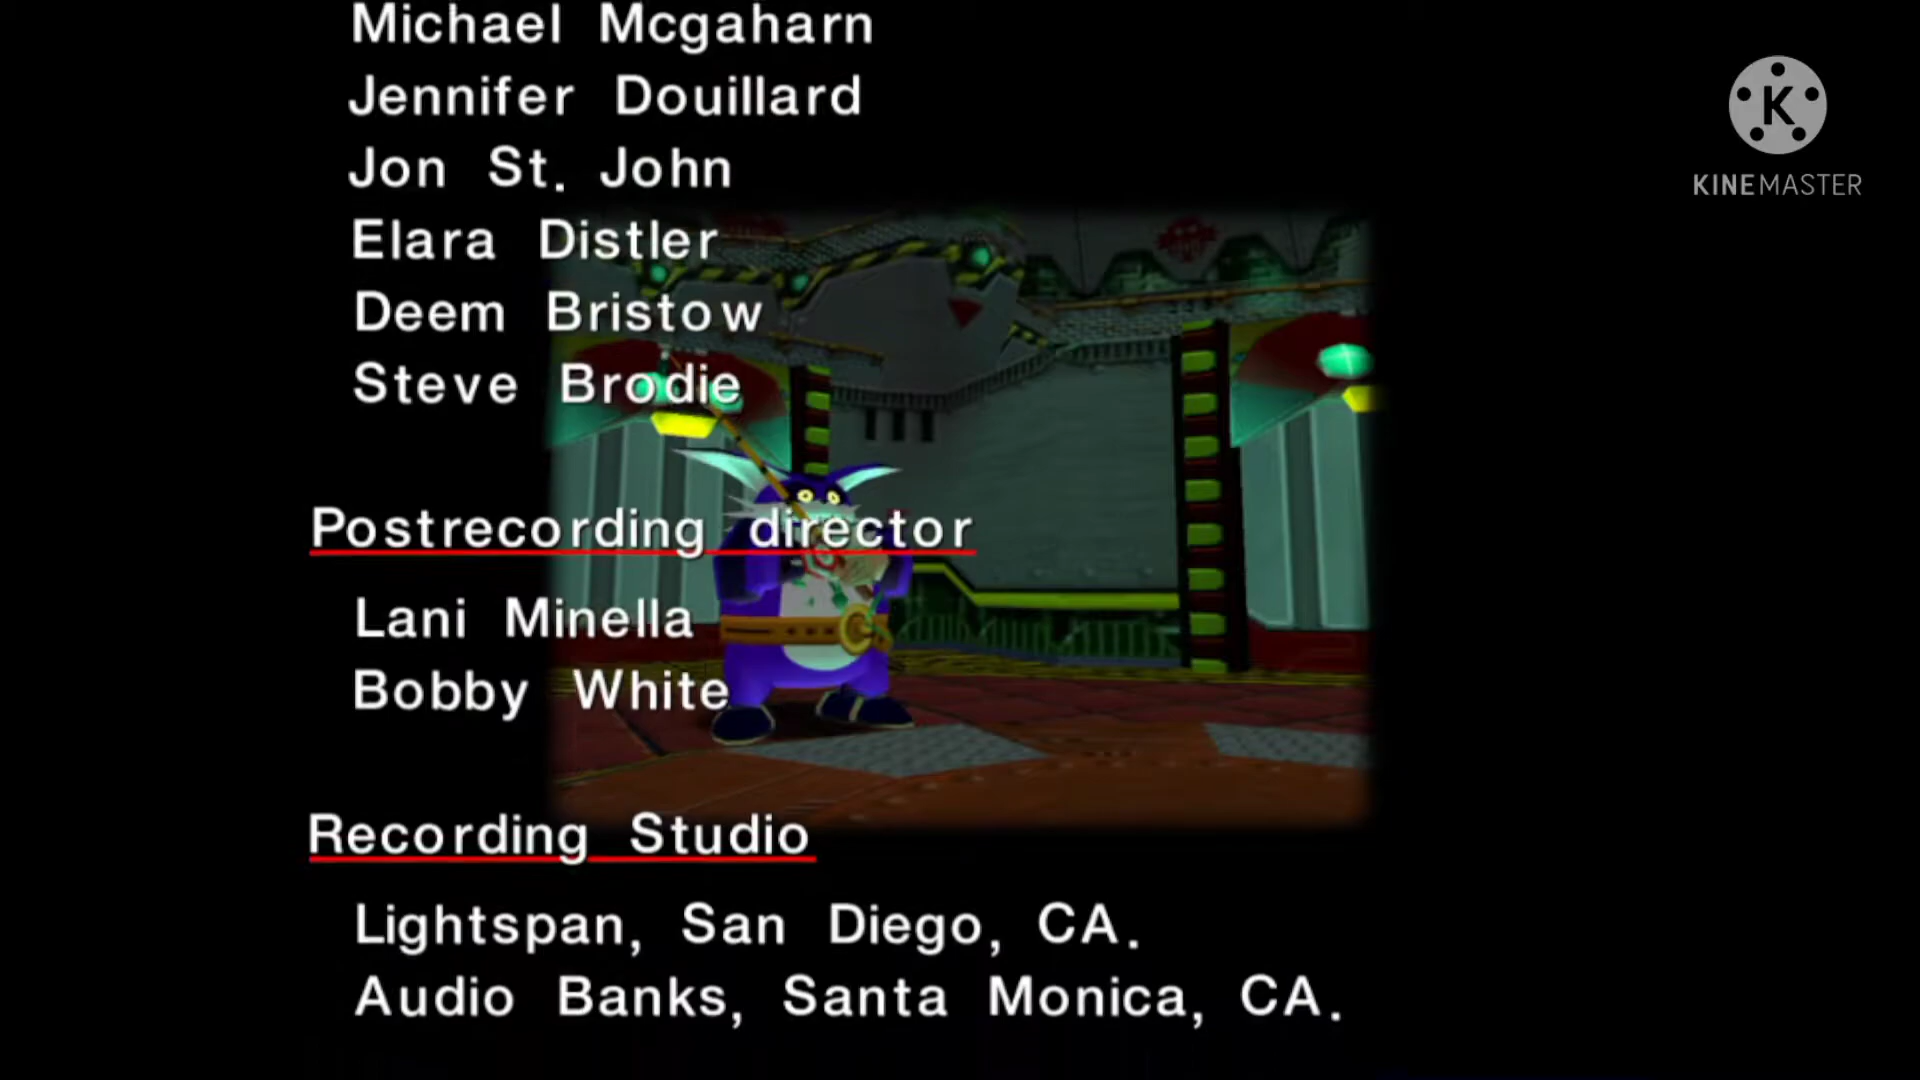 Michael Mcgaharn
Jennifer Douillard
Jon St. John
Elara Distler
Deem Bristow
Steve Brodie
Postrecording director
Lani Minella
Bobby White
Recording Studio
Lightspan, San Diego, CA.
Audio Banks, Santa Monica, CA.
K
KINEMASTER